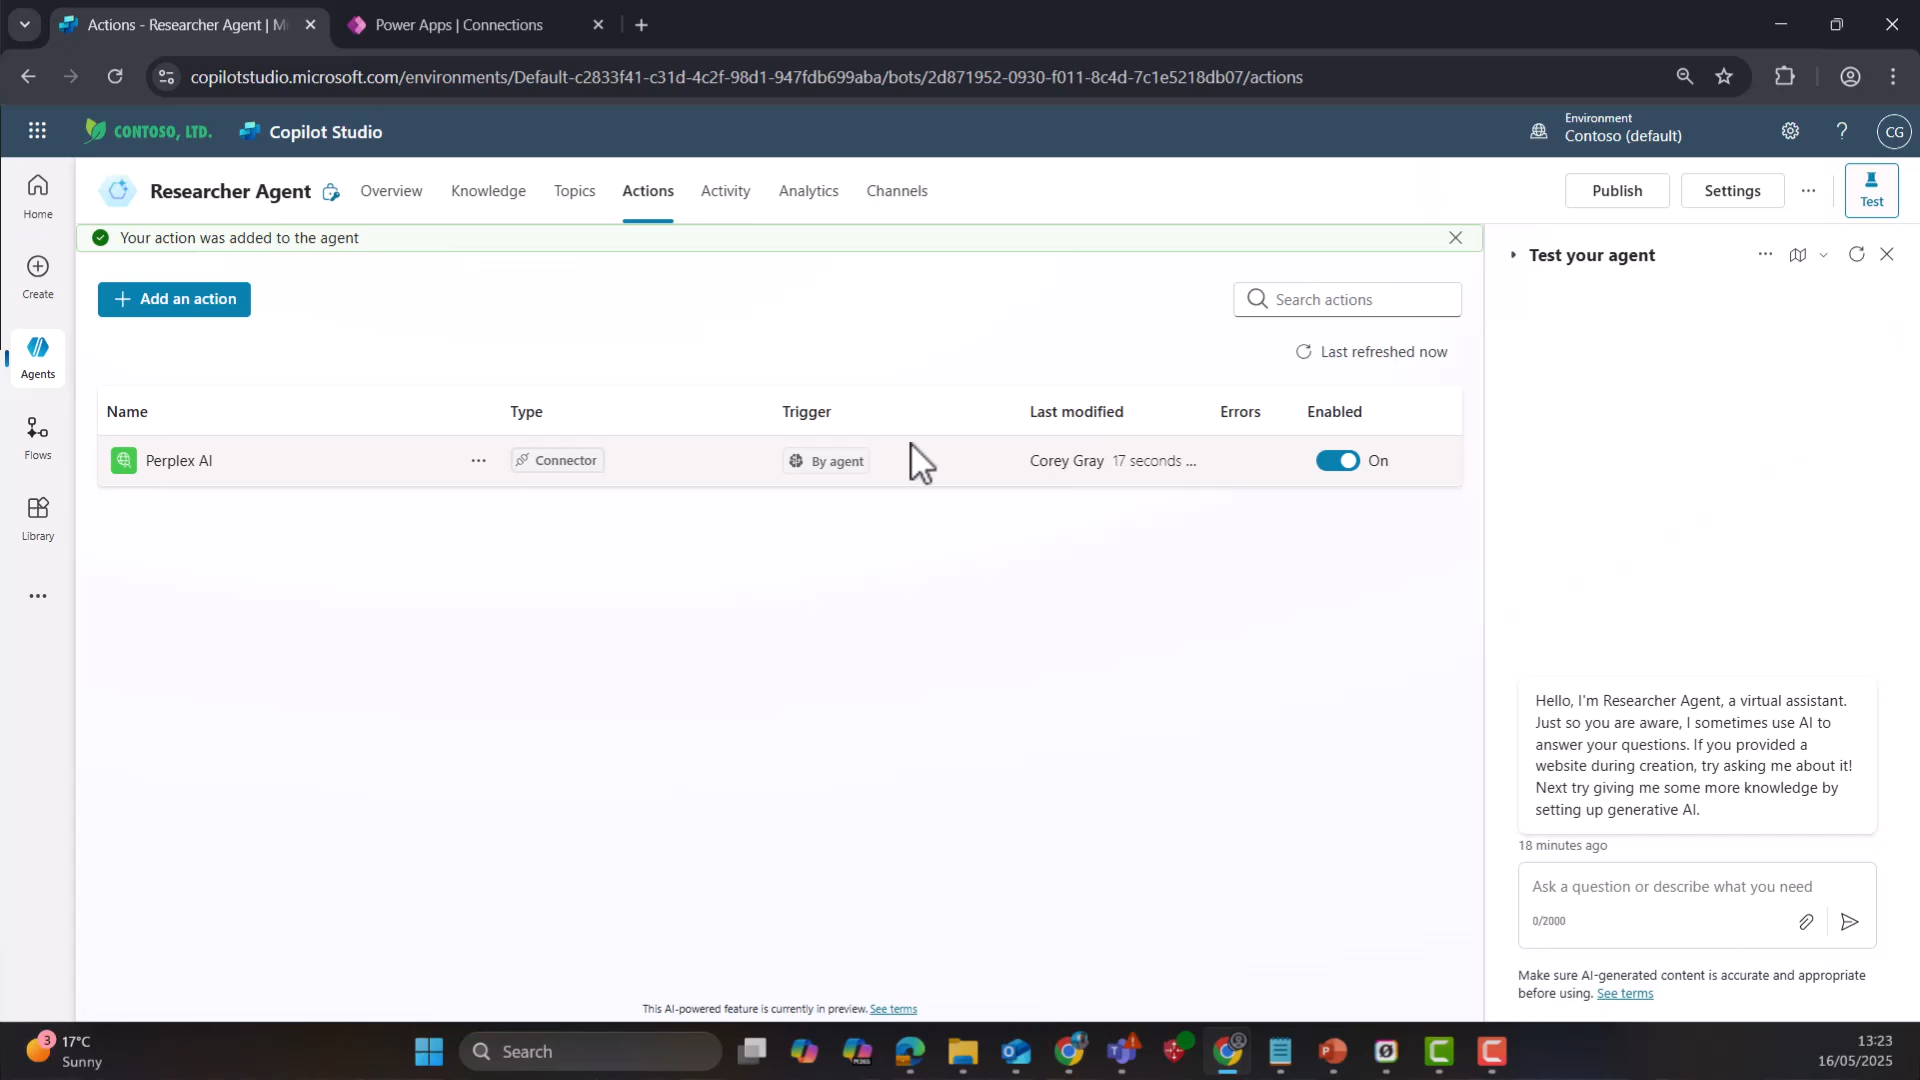 Actions - Researcher Agent | M
Power Apps | Connections
copilotstudio.microsoft.com/environments/Default-c2833f41-c31d-4c2f-98d1-947fdb699aba/bots/2d871952-0930-f011-8c4d-7c1e5218db07/actions
CONTOSO, LTD.
Copilot Studio
Environment
Contoso (default)
CG
Home
Create
Agents
Flows
Library
Researcher Agent
Overview
Knowledge
Topics
Actions
Activity
Analytics
Channels
Publish
Settings
Test
Your action was added to the agent
Add an action
Search actions
Last refreshed now
Name
Type
Trigger
Last modified
Errors
Enabled
Perplex AI
Connector
By agent
Corey Gray 17 seconds ...
On
This AI-powered feature is currently in preview. See terms
Test your agent
Hello, I'm Researcher Agent, a virtual assistant.
Just so you are aware, I sometimes use AI to
answer your questions. If you provided a
website during creation, try asking me about it!
Next try giving me some more knowledge by
setting up generative AI.
18 minutes ago
Ask a question or describe what you need
0/2000
Make sure AI-generated content is accurate and appropriate
before using. See terms
3
17°C
Sunny
Search
13:23
16/05/2025